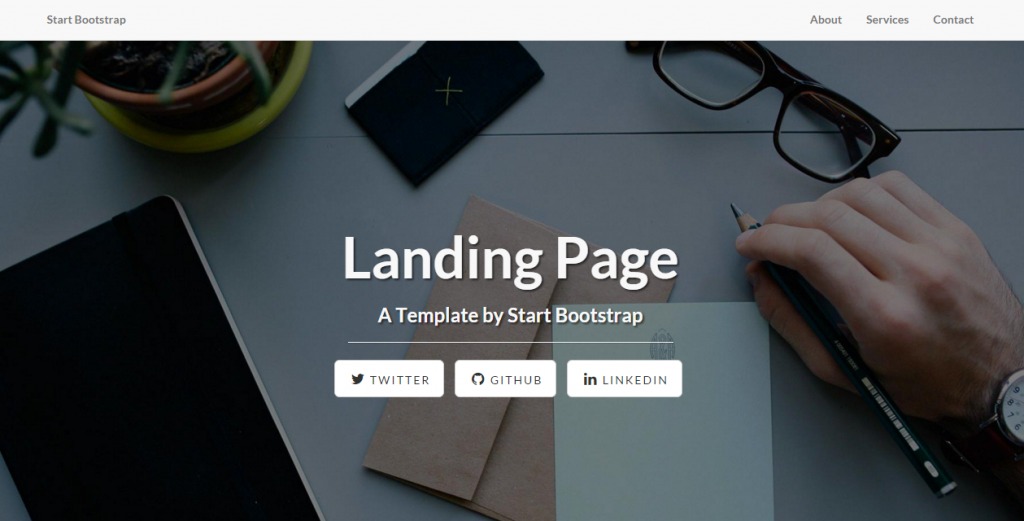 Start Bootstrap
About Services Contact
Landing Page
A Template by Start Bootstrap
TWITTER GITHUB LINKEDIN